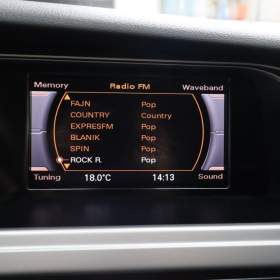 Memory Radio FM Waveband
FAJN Pop
COUNTRY Country
EXPRESFM Pop
BLANIK Pop
SPIN Pop
ROCK R. Pop
Tuning 18.0°C 14:13 Sound